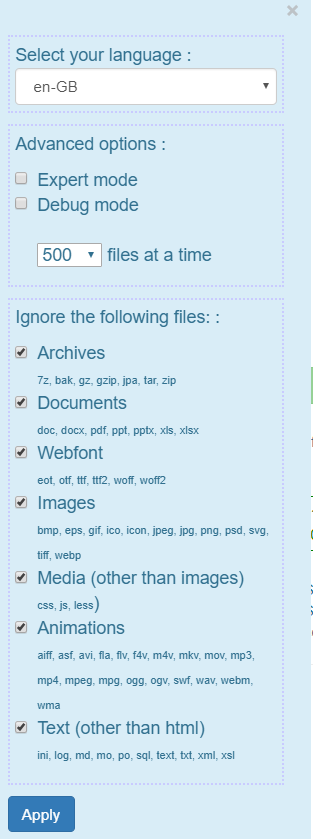 ×
Select your language :
en-GB
Advanced options :
Expert mode
Debug mode
500 files at a time
Ignore the following files: :
Archives
7z, bak, gz, gzip, jpa, tar, zip
Documents
doc, docx, pdf, ppt, pptx, xls, xlsx
Webfont
eot, otf, ttf, ttf2, woff, woff2
Images
bmp, eps, gif, ico, icon, jpeg, jpg, png, psd, svg,
tiff, webp
Media (other than images)
css, js, less)
Animations
aiff, asf, avi, fla, flv, f4v, m4v, mkv, mov, mp3,
mp4, mpeg, mpg, ogg, ogv, swf, wav, webm,
wma
Text (other than html)
ini, log, md, mo, po, sql, text, txt, xml, xsl
Apply